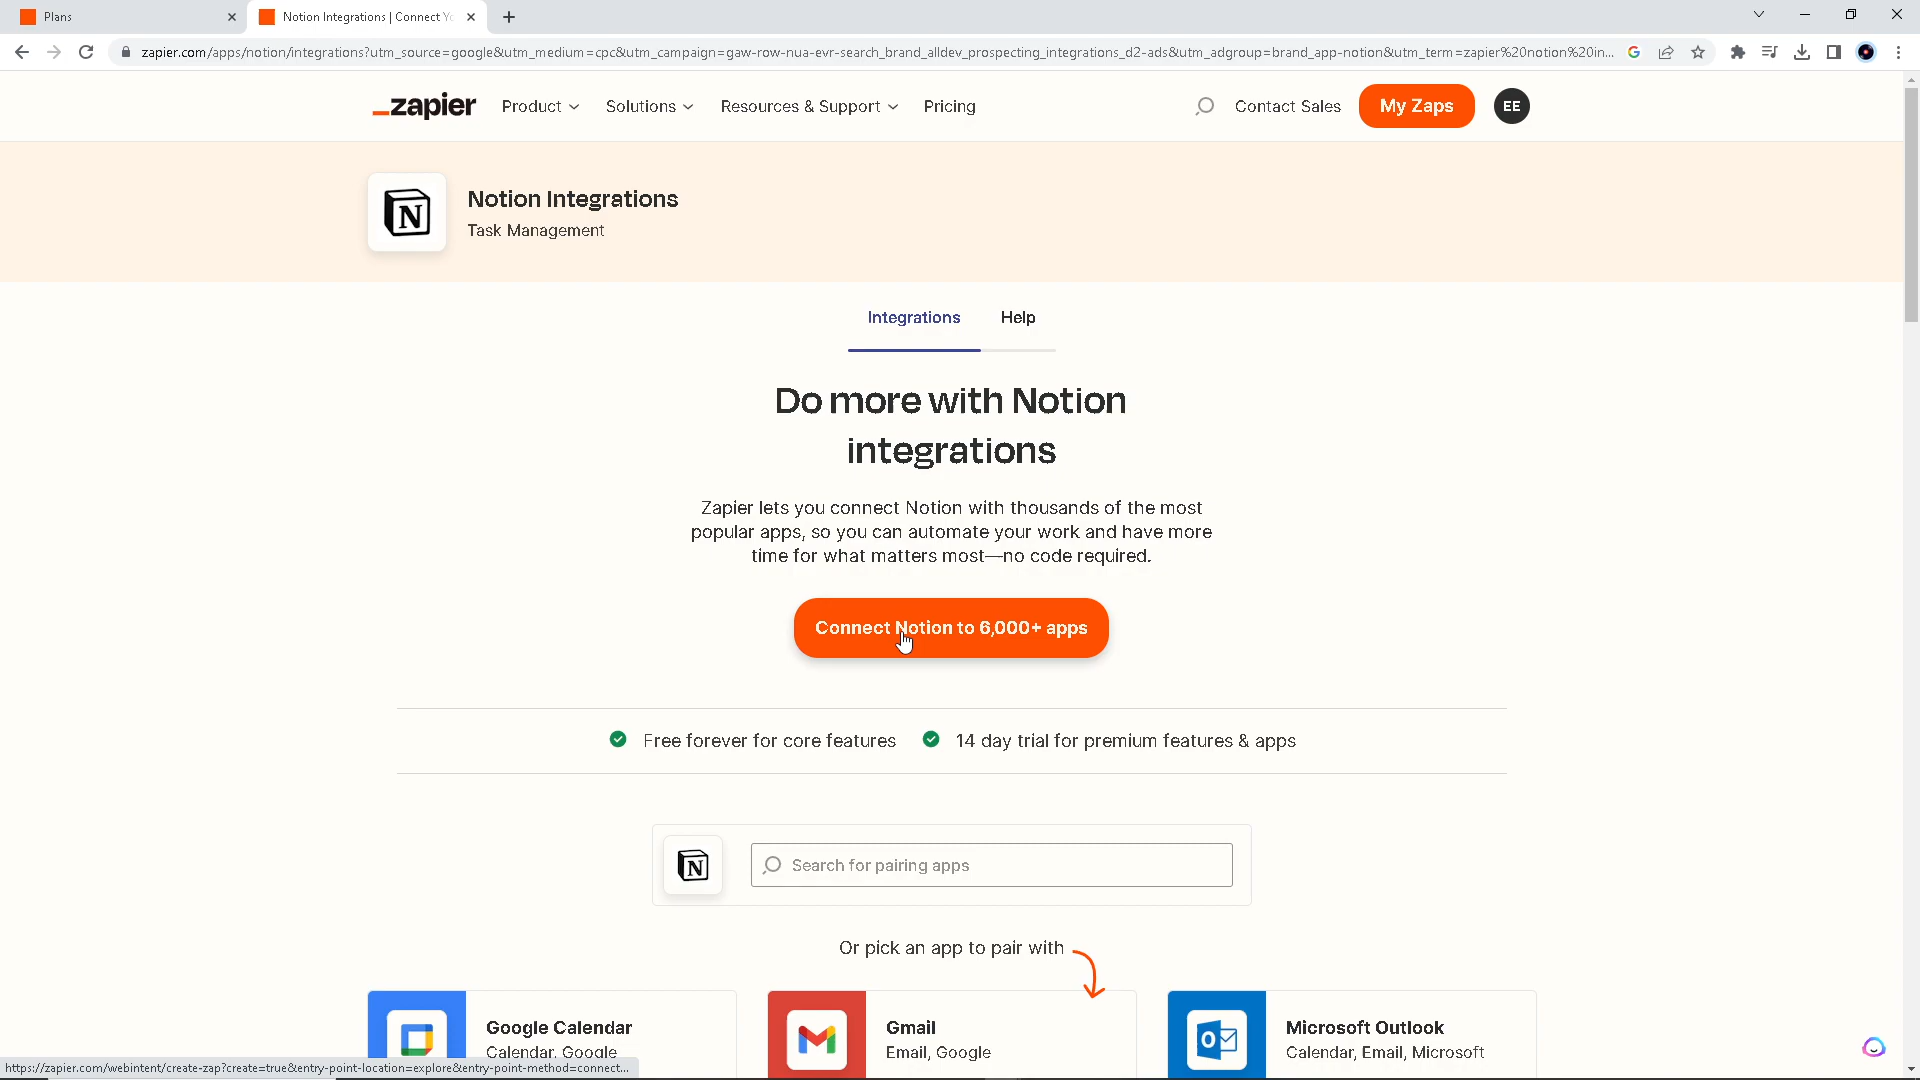 Plans
Notion Integrations | Connect Yo
zapier.com/apps/notion/integrations?utm_source=google&utm_medium=cpc&utm_campaign=gaw-row-nua-evr-search_brand_alldev_prospecting_integrations_d2-ads&utm_adgroup=brand_app-notion&utm_term=zapier%20notion%20in...
zapier
Product
Solutions
Resources & Support
Pricing
Contact Sales
My Zaps
EE
Notion Integrations
Task Management
Integrations
Help
Do more with Notion
integrations
Zapier lets you connect Notion with thousands of the most
popular apps, so you can automate your work and have more
time for what matters most—no code required.
Connect Notion to 6,000+ apps
Free forever for core features
14 day trial for premium features & apps
Search for pairing apps
Or pick an app to pair with
Google Calendar
Calendar, Google
Gmail
Email, Google
Microsoft Outlook
Calendar, Email, Microsoft
https://zapier.com/webintent/create-zap?create=true&entry-point-location=explore&entry-point-method=connect...